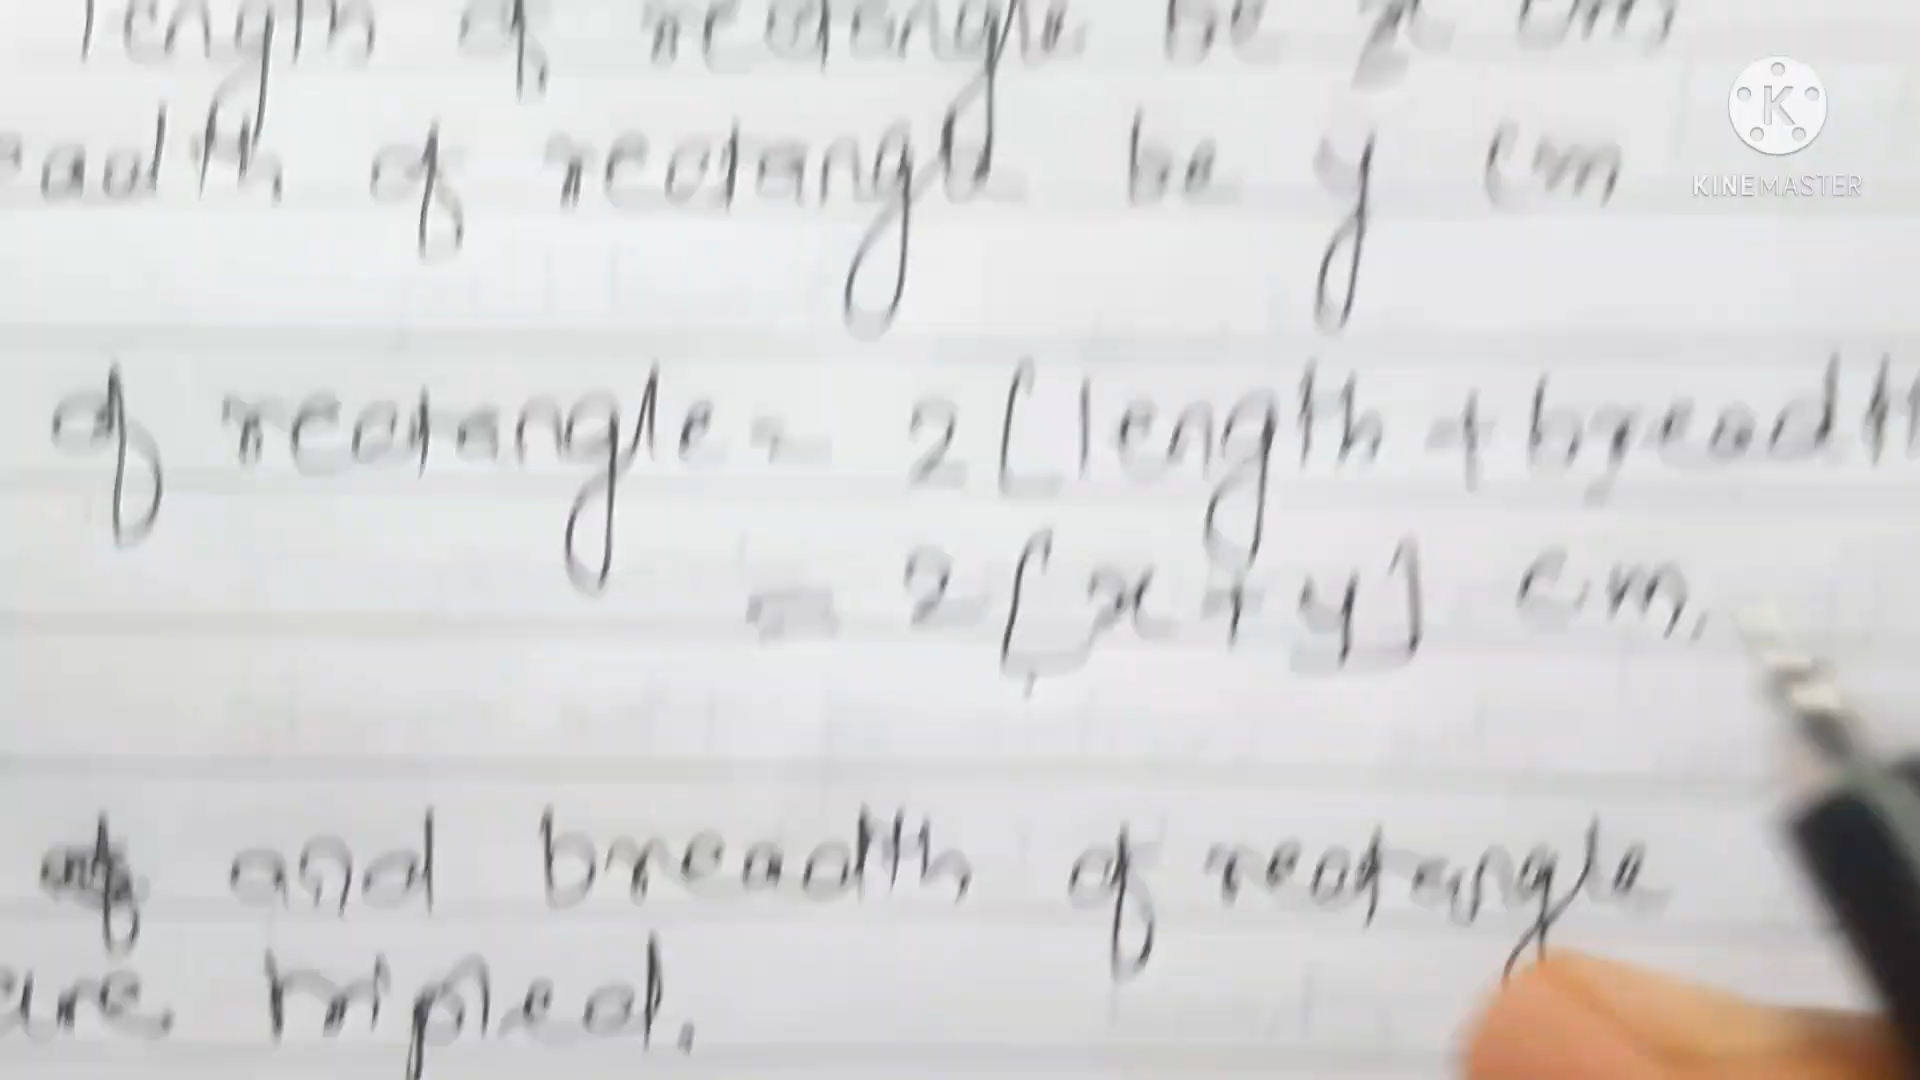 length of rectangle be x cm
eadth of rectangle be y cm
K
KINEMASTER
of rectangle = 2[length + breadth
= 2[x + y] cm.
and breadth of rectangle
are tripled.